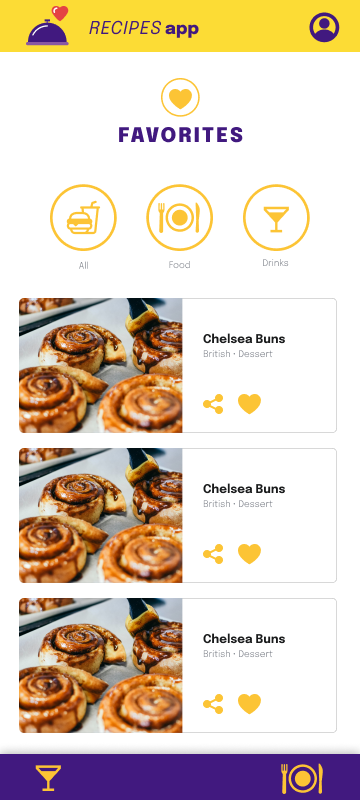 RECIPES app
FAVORITES
All
Food
Drinks
Chelsea Buns
British • Dessert
Chelsea Buns
British • Dessert
Chelsea Buns
British • Dessert